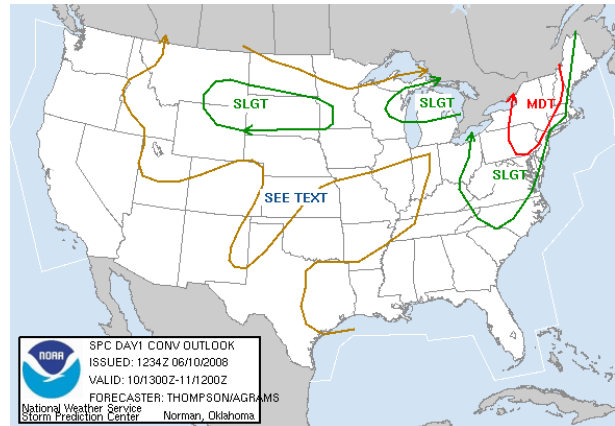 SLGT
SLGT
MDT
SLGT
SEE TEXT
SPC DAY1 CONV OUTLOOK
ISSUED: 1234Z 06/10/2008
VALID: 10/1300Z-11/1200Z
FORECASTER: THOMPSON/AGRAMS
NOAA
National Weather Service
Storm Prediction Center Norman, Oklahoma